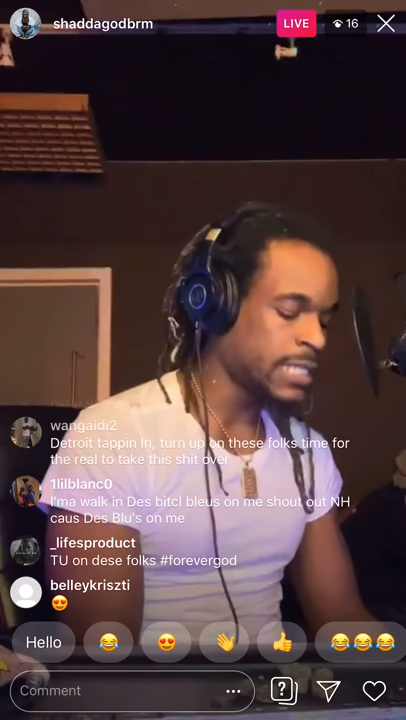 shaddagodbrm
LIVE
16
wangaidi2
Detroit tappin In, turn up on these folks time for
the real to take this shit over
1lilblanc0
I'ma walk in Des bitcl bleus on me shout out NH
caus Des Blu's on me
_lifesproduct
TU on dese folks #forevergod
belleykriszti
😍
Hello 😂 😍 👋 👍 😂😂😂
Comment ... ?